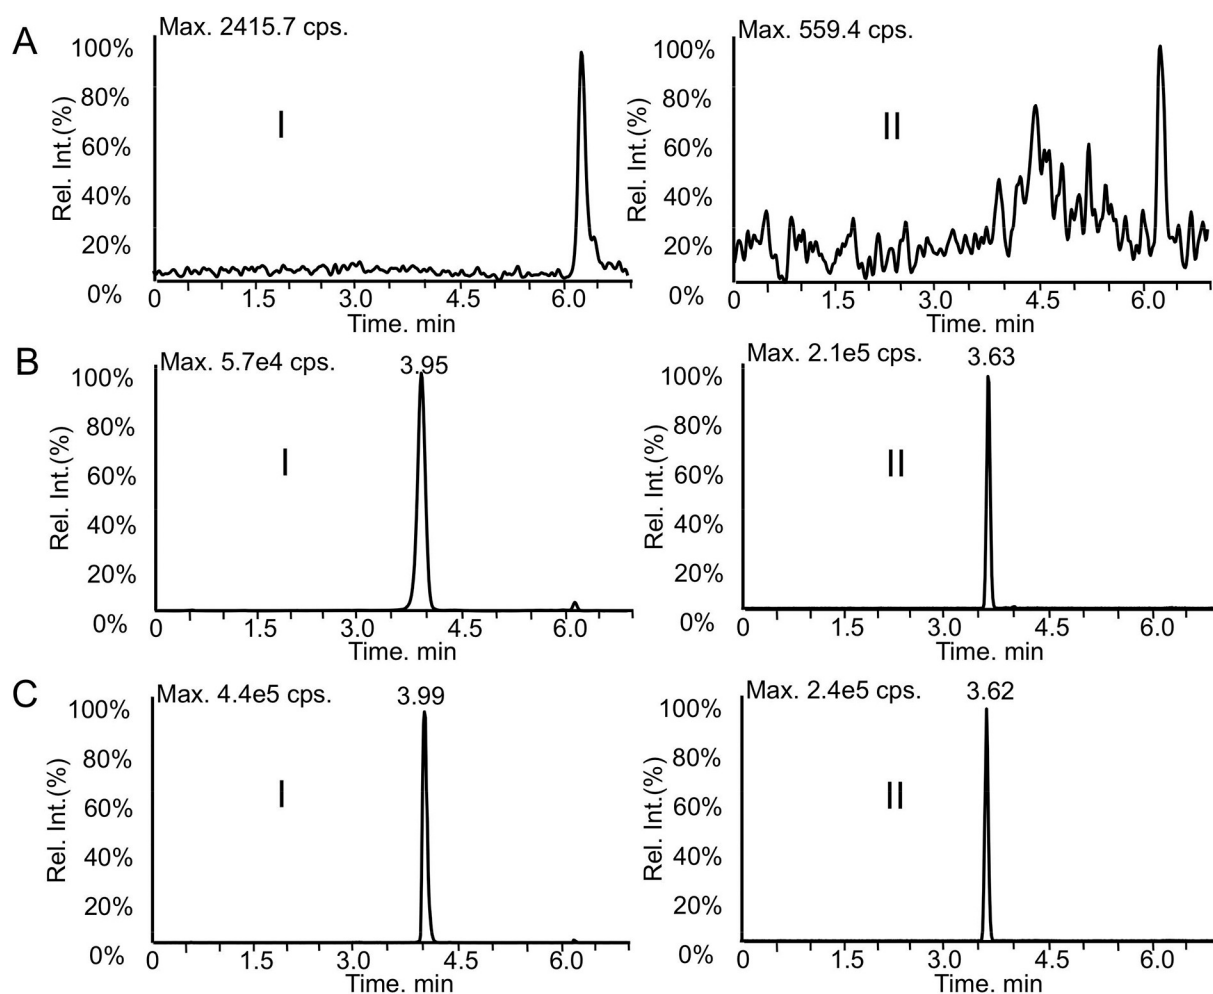 A
Max. 2415.7 cps.
100%
80%
60%
40%
20%
0%
Rel. Int.(%)
I
0 1.5 3.0 4.5 6.0
Time. min
Max. 559.4 cps.
100%
80%
60%
40%
20%
0%
Rel. Int.(%)
II
0 1.5 3.0 4.5 6.0
Time. min
B
Max. 5.7e4 cps.
3.95
100%
80%
60%
40%
20%
0%
Rel. Int.(%)
I
0 1.5 3.0 4.5 6.0
Time. min
Max. 2.1e5 cps.
3.63
100%
80%
60%
40%
20%
0%
Rel. Int.(%)
II
0 1.5 3.0 4.5 6.0
Time. min
C
Max. 4.4e5 cps.
3.99
100%
80%
60%
40%
20%
0%
Rel. Int.(%)
I
0 1.5 3.0 4.5 6.0
Time. min
Max. 2.4e5 cps.
3.62
100%
80%
60%
40%
20%
0%
Rel. Int.(%)
II
0 1.5 3.0 4.5 6.0
Time. min